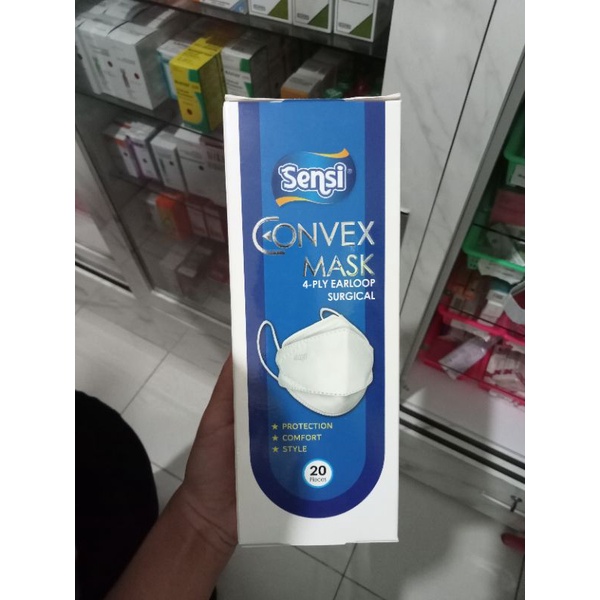 Sensi®
CONVEX
MASK
4-PLY EARLOOP
SURGICAL
★ PROTECTION
★ COMFORT
★ STYLE
20
Pieces